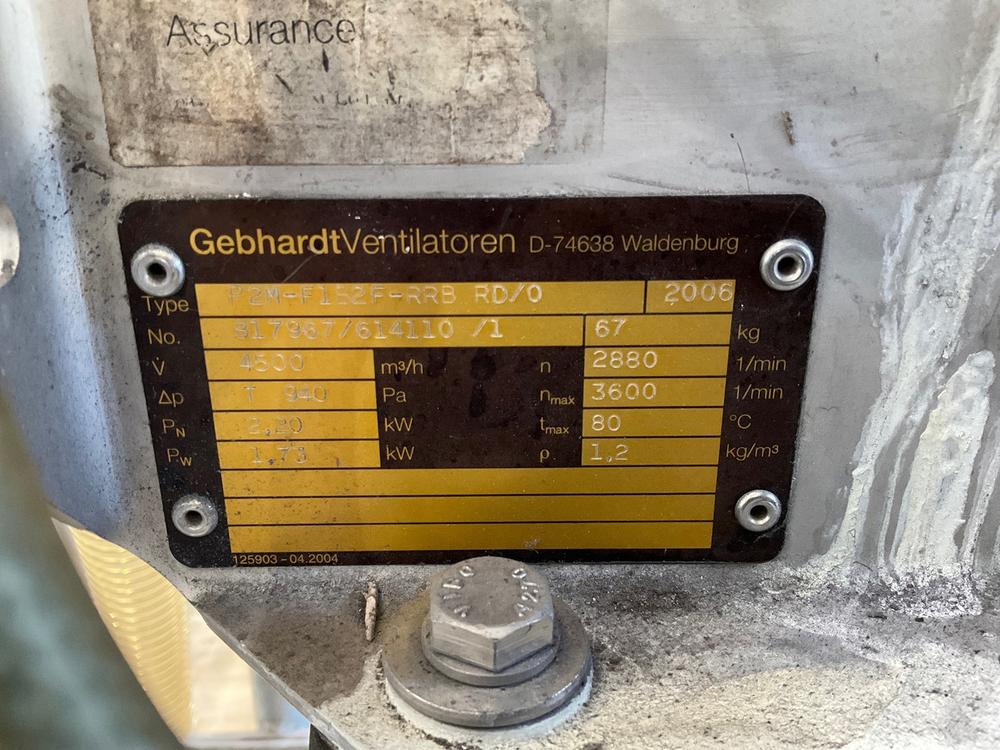 Assurance
GebhardtVentilatoren D-74638 Waldenburg
Type P2M-F152F-RRB RD/0 2006
No. 817967/614110 /1 67 kg
V̇ 4500 m³/h n 2880 1/min
Δp T 940 Pa nmax 3600 1/min
PN 2,20 kW tmax 80 °C
PW 1,73 kW ρ 1,2 kg/m³
125903 - 04.2004